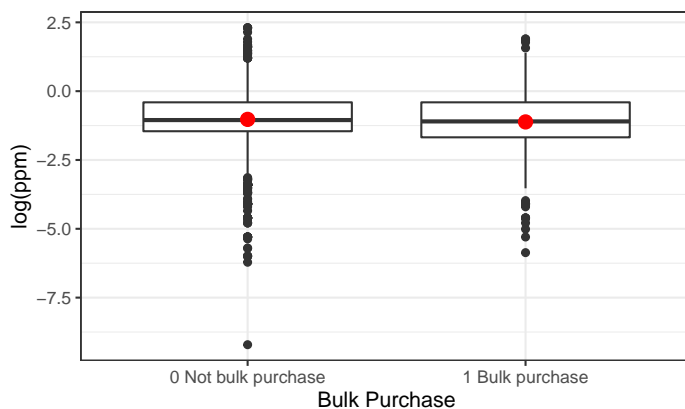 2.5
0.0
−2.5
−5.0
−7.5
log(ppm)
0 Not bulk purchase
1 Bulk purchase
Bulk Purchase